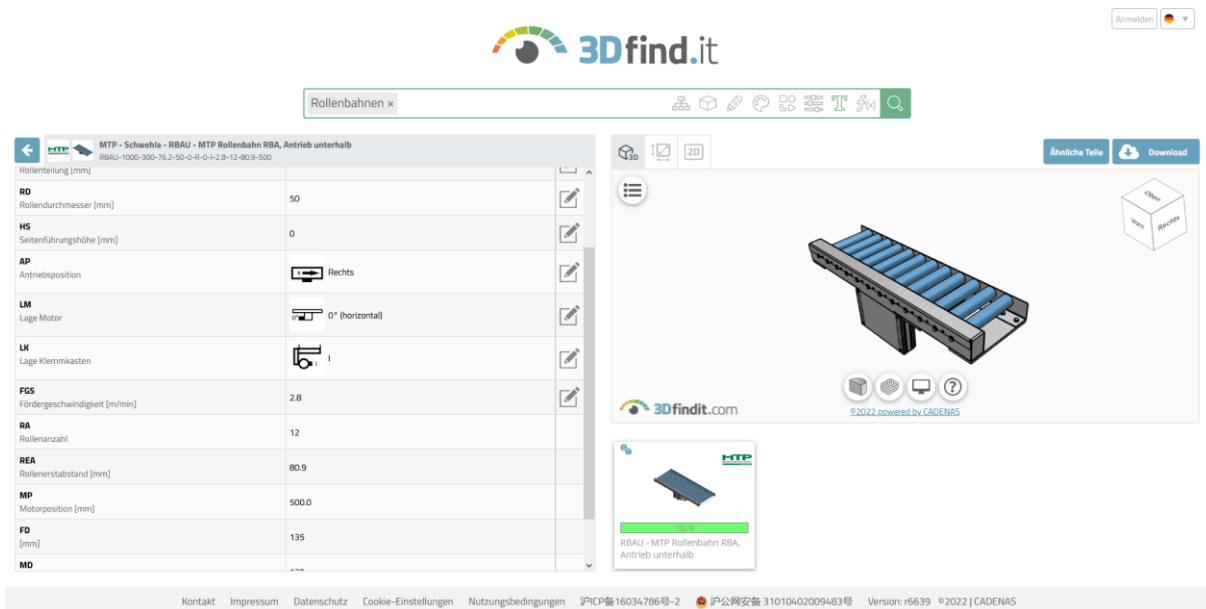 Anmelden
3Dfind.it
Rollenbahnen ×
MTP
MTP - Schwehla - RBAU - MTP Rollenbahn RBA, Antrieb unterhalb
RBAU-1000-300-76.2-50-0-R-0-I-2.8-12-80.9-500
Rollenteilung [mm]
RD
Rollendurchmesser [mm]
50
HS
Seitenführungshöhe [mm]
0
AP
Antriebsposition
Rechts
LM
Lage Motor
0° (horizontal)
LK
Lage Klemmkasten
I
FGS
Fördergeschwindigkeit [m/min]
2.8
RA
Rollenanzahl
12
REA
Rollenerstabstand [mm]
80.9
MP
Motorposition [mm]
500.0
FD
[mm]
135
MD
3D
2D
Ähnliche Teile
Download
Oben
Vorn
Rechts
3Dfindit.com
©2022 powered by CADENAS
MTP
100 %
RBAU - MTP Rollenbahn RBA,
Antrieb unterhalb
Kontakt Impressum Datenschutz Cookie-Einstellungen Nutzungsbedingungen 沪ICP备16034786号-2 沪公网安备 31010402009483号 Version: r6639 ©2022 | CADENAS